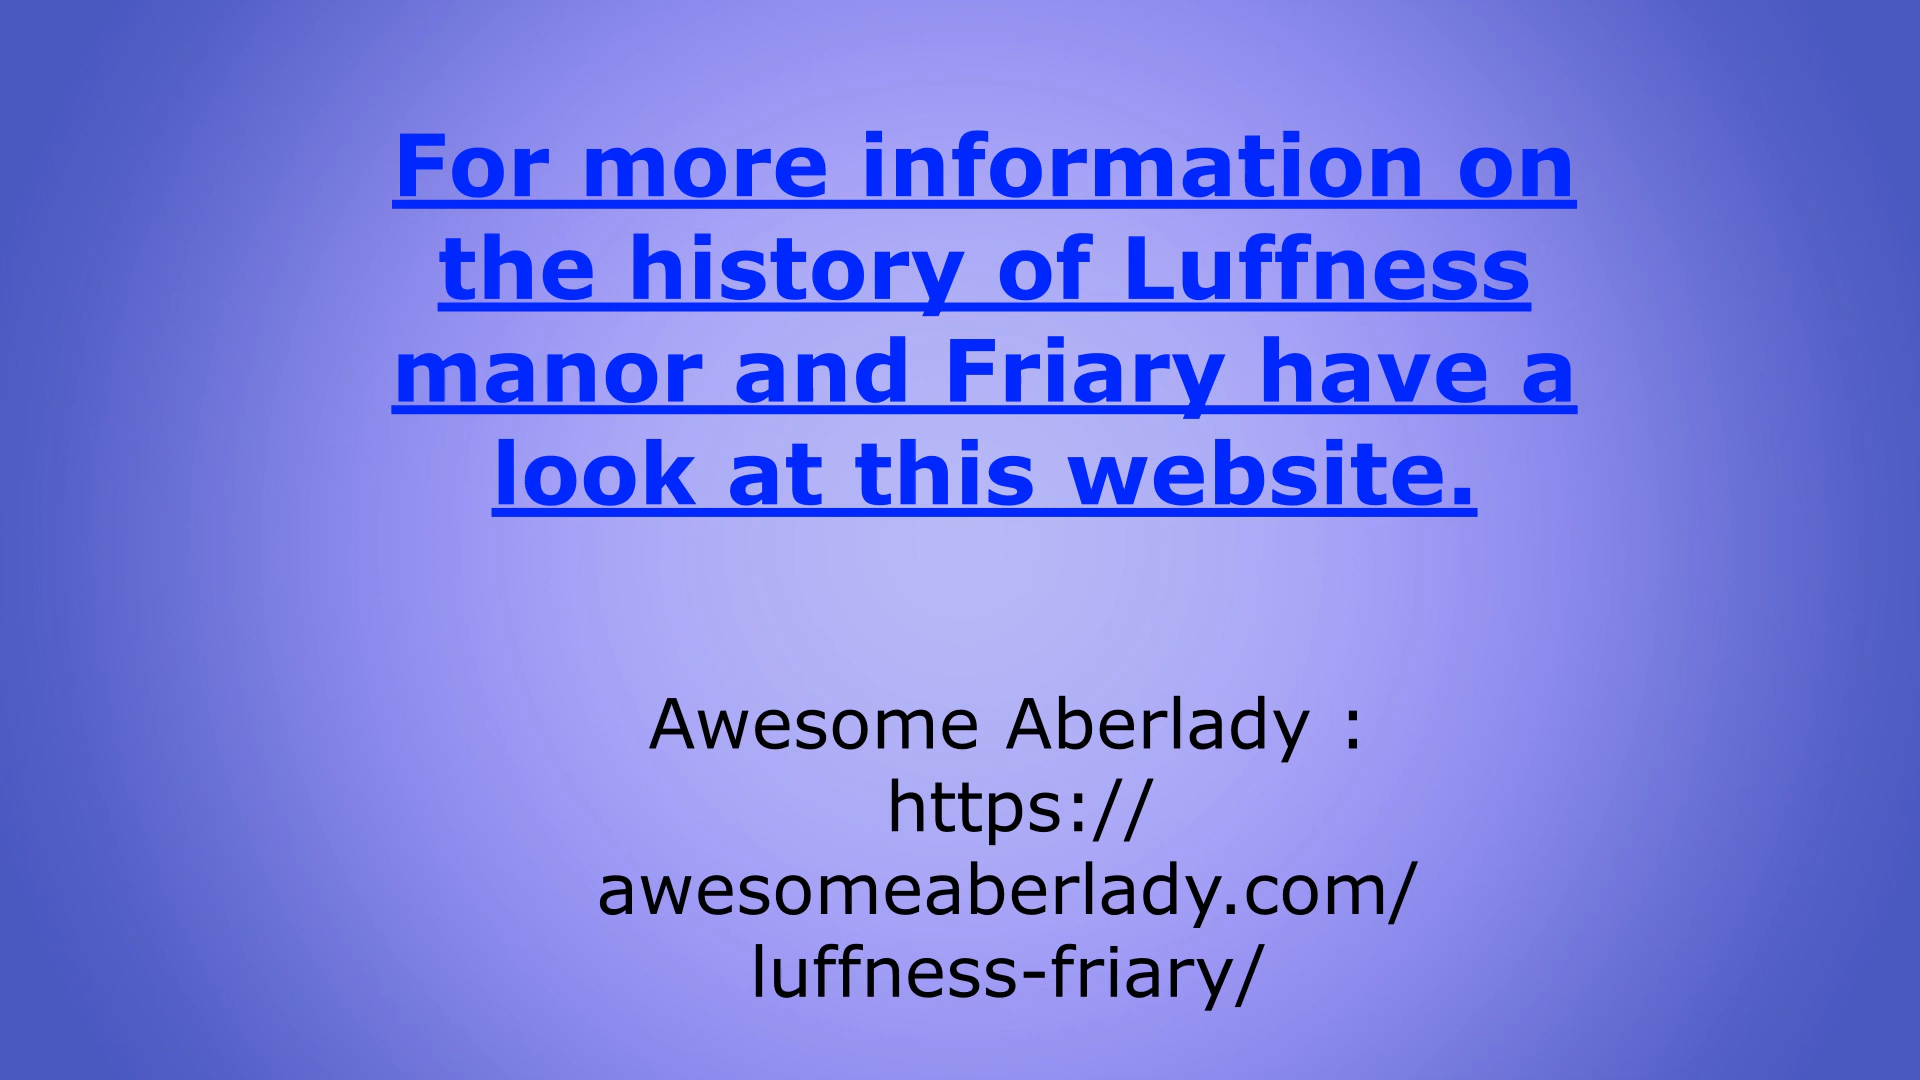 For more information on
the history of Luffness
manor and Friary have a
look at this website.
Awesome Aberlady :
https://
awesomeaberlady.com/
luffness-friary/